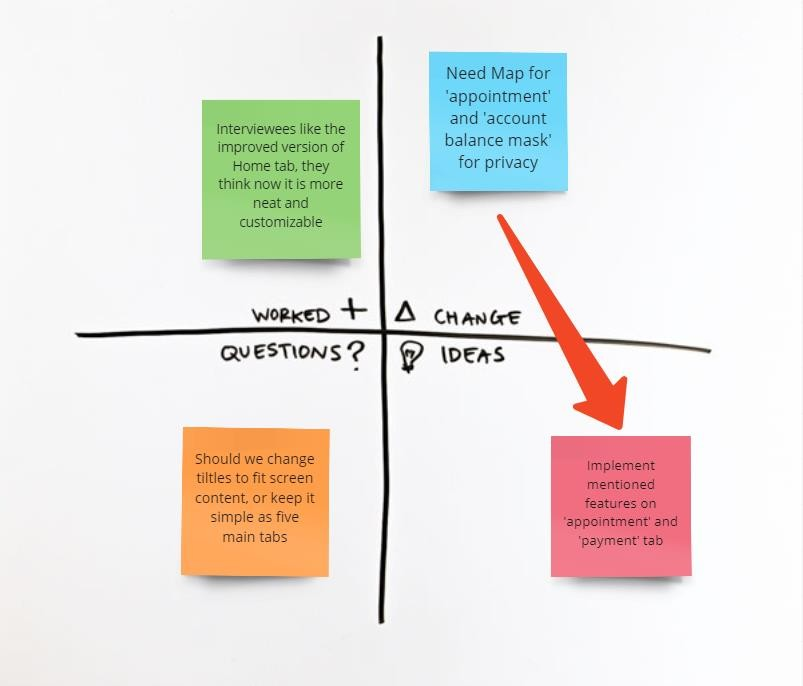 Need Map for
'appointment'
and 'account
balance mask'
for privacy
Interviewees like the
improved version of
Home tab, they
think now it is more
neat and
customizable
WORKED +
Δ CHANGE
QUESTIONS?
IDEAS
Should we change
tiltles to fit screen
content, or keep it
simple as five
main tabs
Implement
mentioned
features on
'appointment' and
'payment' tab